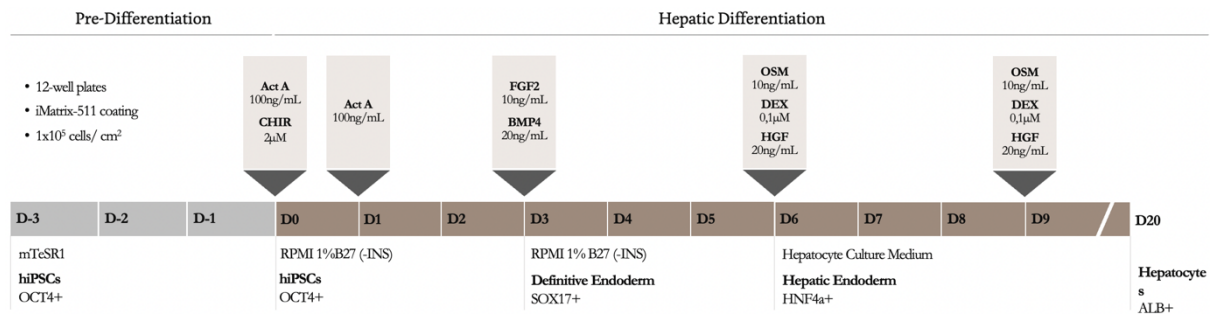 Pre-Differentiation
Hepatic Differentiation
• 12-well plates
• iMatrix-511 coating
• 1x10⁵ cells/ cm²
Act A
100ng/mL
CHIR
2µM
Act A
100ng/mL
FGF2
10ng/mL
BMP4
20ng/mL
OSM
10ng/mL
DEX
0,1µM
HGF
20ng/mL
OSM
10ng/mL
DEX
0,1µM
HGF
20ng/mL
D-3
D-2
D-1
D0
D1
D2
D3
D4
D5
D6
D7
D8
D9
D20
mTeSR1
hiPSCs
OCT4+
RPMI 1%B27 (-INS)
hiPSCs
OCT4+
RPMI 1% B27 (-INS)
Definitive Endoderm
SOX17+
Hepatocyte Culture Medium
Hepatic Endoderm
HNF4a+
Hepatocyte
s
ALB+